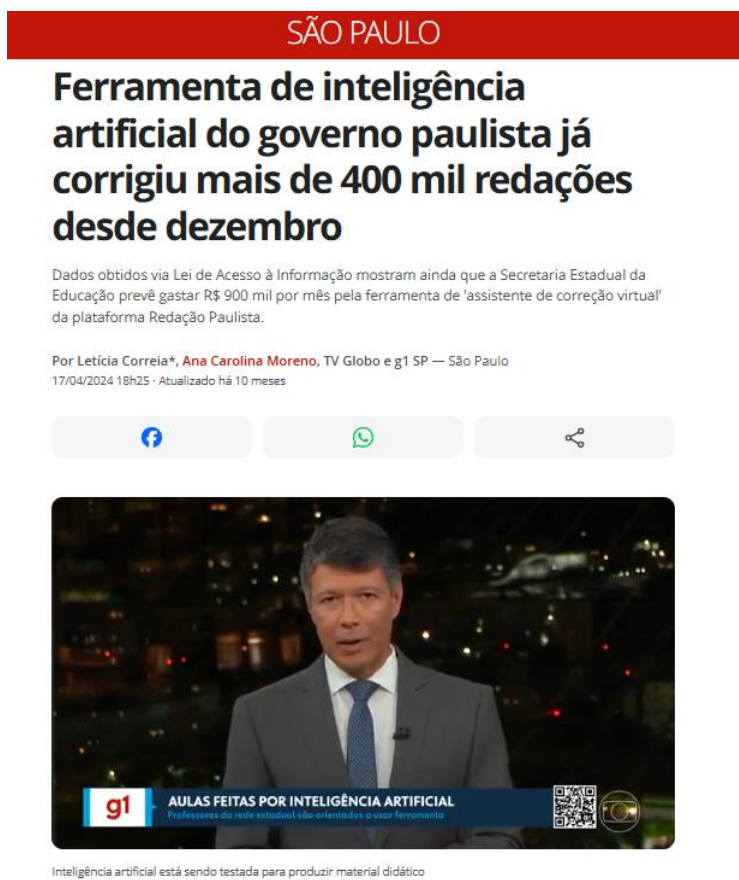 SÃO PAULO
Ferramenta de inteligência
artificial do governo paulista já
corrigiu mais de 400 mil redações
desde dezembro
Dados obtidos via Lei de Acesso à Informação mostram ainda que a Secretaria Estadual da
Educação prevê gastar R$ 900 mil por mês pela ferramenta de 'assistente de correção virtual'
da plataforma Redação Paulista.
Por Letícia Correia*, Ana Carolina Moreno, TV Globo e g1 SP — São Paulo
17/04/2024 18h25 · Atualizado há 10 meses
g1
AULAS FEITAS POR INTELIGÊNCIA ARTIFICIAL
Professores da rede estadual são orientados a usar ferramenta
Inteligência artificial está sendo testada para produzir material didático